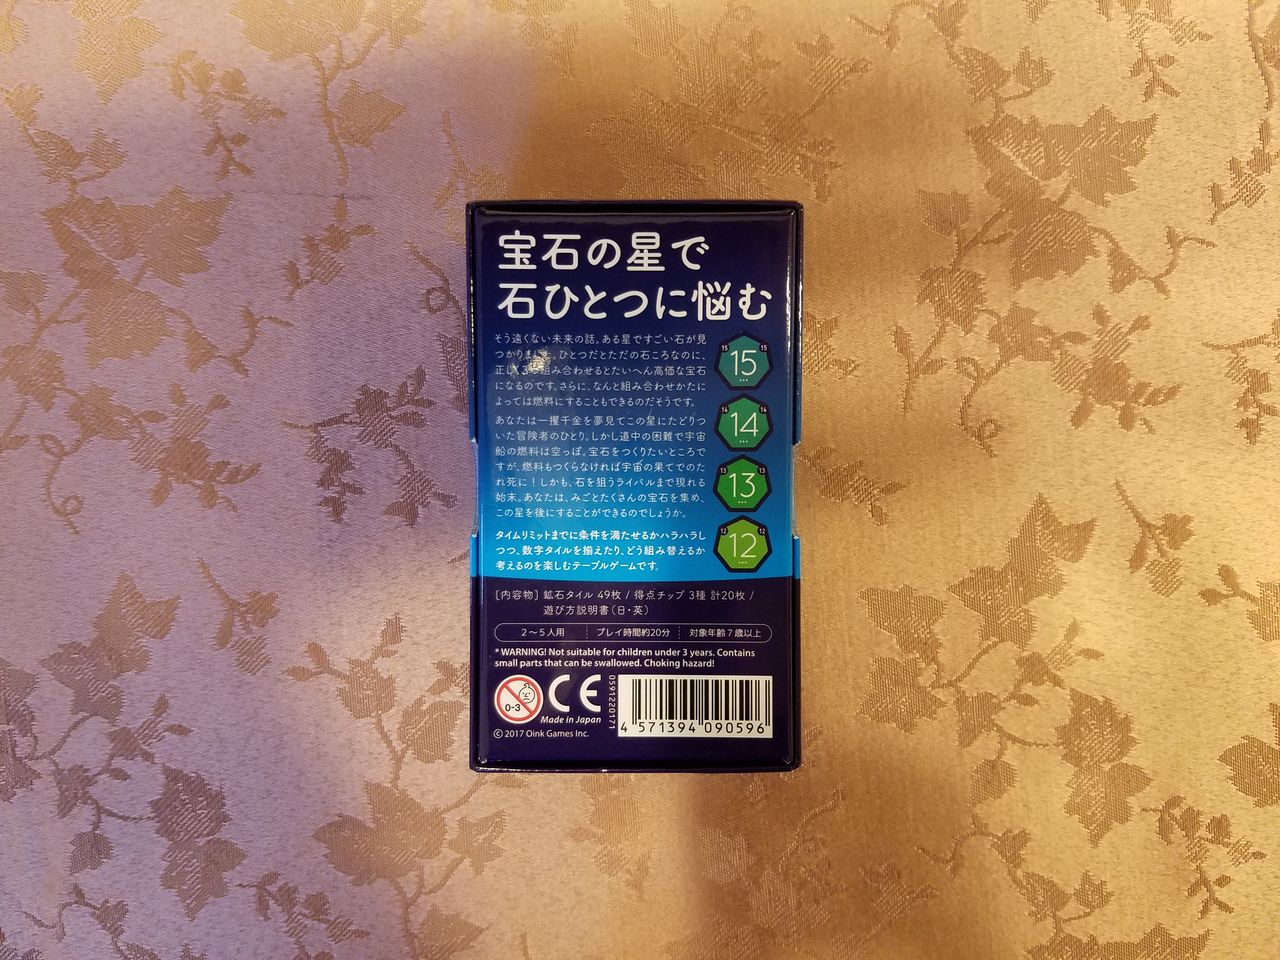 宝石の星で
石ひとつに悩む
そう遠くない未来の話。ある星ですごい石が見
つかりました。ひとつだとただの石ころなのに、
正しく3つ組み合わせるとたいへん高価な宝石
になるのです。さらに、なんと組み合わせかたに
よっては燃料にすることもできるのだそうです。
あなたは一攫千金を夢見てこの星にたどりつ
いた冒険者のひとり。しかし道中の困難で宇宙
船の燃料は空っぽ。宝石をつくりたいところで
すが、燃料もつくらなければ宇宙の果てでのた
れ死に！しかも、石を狙うライバルまで現れる
始末。あなたは、みごとたくさんの宝石を集め、
この星を後にすることができるのでしょうか。
タイムリミットまでに条件を満たせるかハラハラし
つつ、数字タイルを揃えたり、どう組み替えるか
考えるのを楽しむテーブルゲームです。
15 15
15
14 14
14
13 13
13
12 12
12
［内容物］鉱石タイル 49枚 / 得点チップ 3種 計20枚 /
遊び方説明書（日・英）
2〜5人用 プレイ時間約20分 対象年齢7歳以上
* WARNING! Not suitable for children under 3 years. Contains
small parts that can be swallowed. Choking hazard!
0-3
CE
Made in Japan
© 2017 Oink Games Inc.
0591220171
4 571394 090596